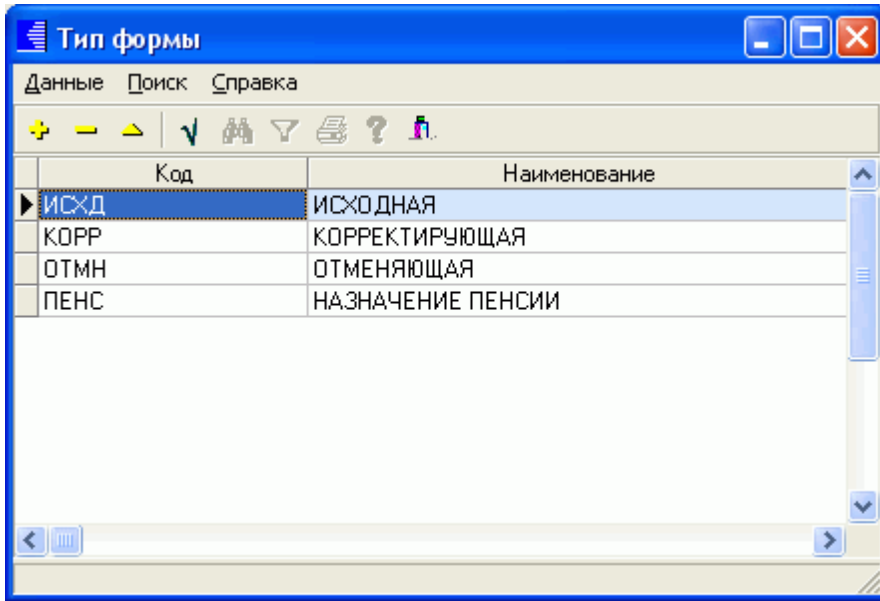 Тип формы
Данные Поиск Справка
Код Наименование
ИСХД ИСХОДНАЯ
КОРР КОРРЕКТИРУЮЩАЯ
ОТМН ОТМЕНЯЮЩАЯ
ПЕНС НАЗНАЧЕНИЕ ПЕНСИИ